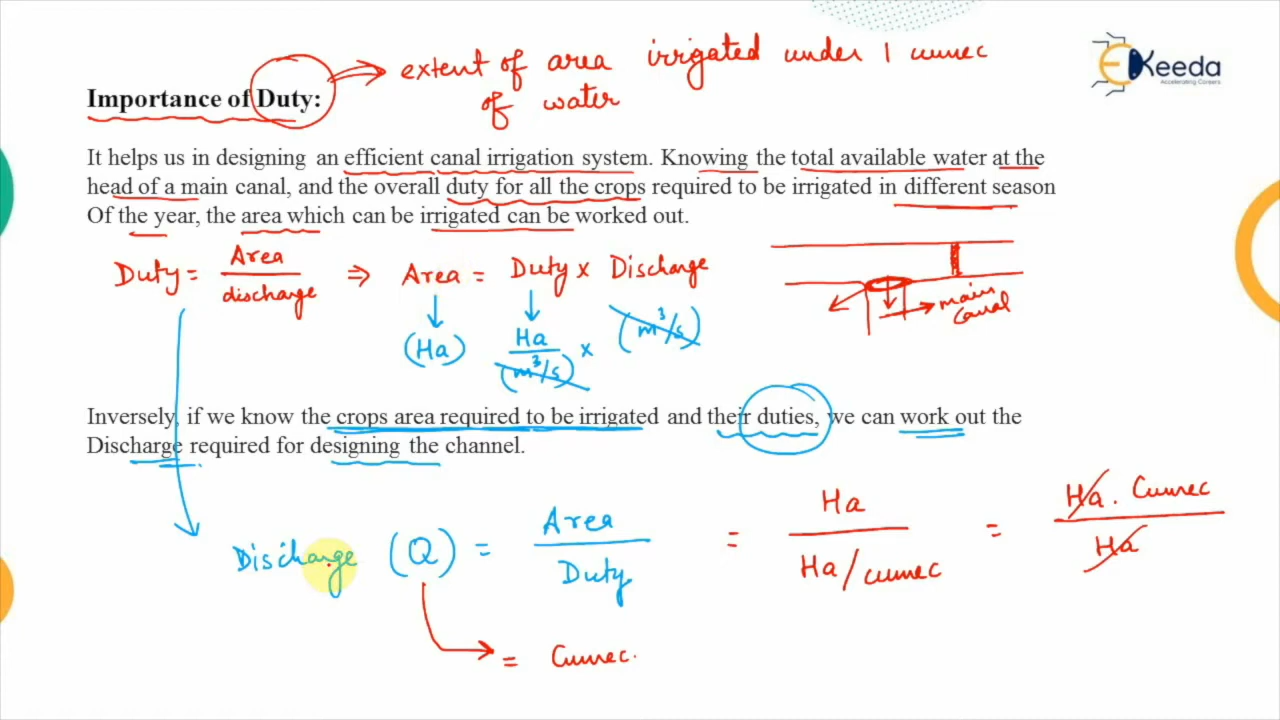 extent of area irrigated under 1 cumec
of water
Importance of Duty:
EKeeda
Accelerating Careers
It helps us in designing an efficient canal irrigation system. Knowing the total available water at the
head of a main canal, and the overall duty for all the crops required to be irrigated in different season
Of the year, the area which can be irrigated can be worked out.
Duty = Area / discharge ⇒ Area = Duty × Discharge
(Ha) Ha / (m³/s) × (m³/s)
main
canal
Inversely, if we know the crops area required to be irrigated and their duties, we can work out the
Discharge required for designing the channel.
Discharge (Q) = Area / Duty = Ha / Ha/cumec = Ha . Cumec / Ha
= Cumec.